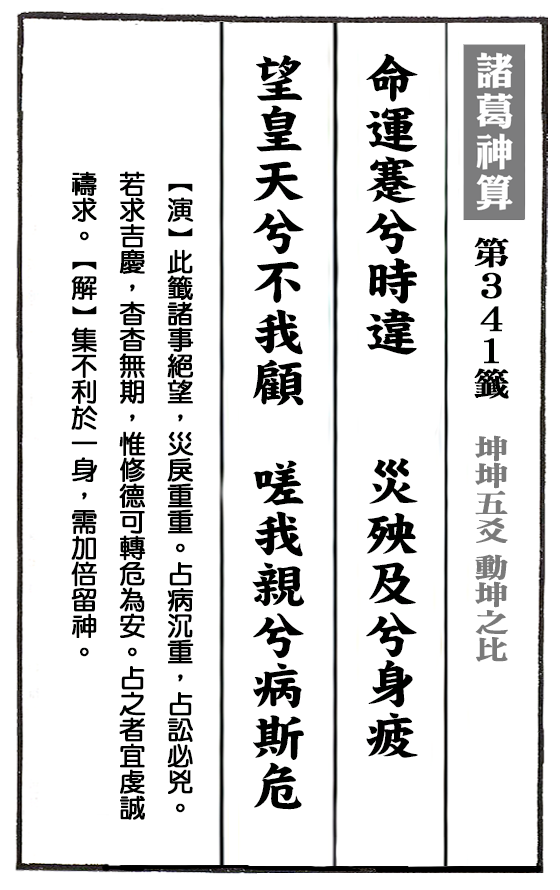 諸葛神算 第341籤 坤坤五爻 動坤之比
命運蹇兮時違 災殃及兮身疲
望皇天兮不我顧 嗟我親兮病斯危
【演】此籤諸事絕望，災戾重重。占病沉重，占訟必兇。
若求吉慶，杳杳無期，惟修德可轉危為安。占之者宜虔誠
禱求。【解】集不利於一身，需加倍留神。